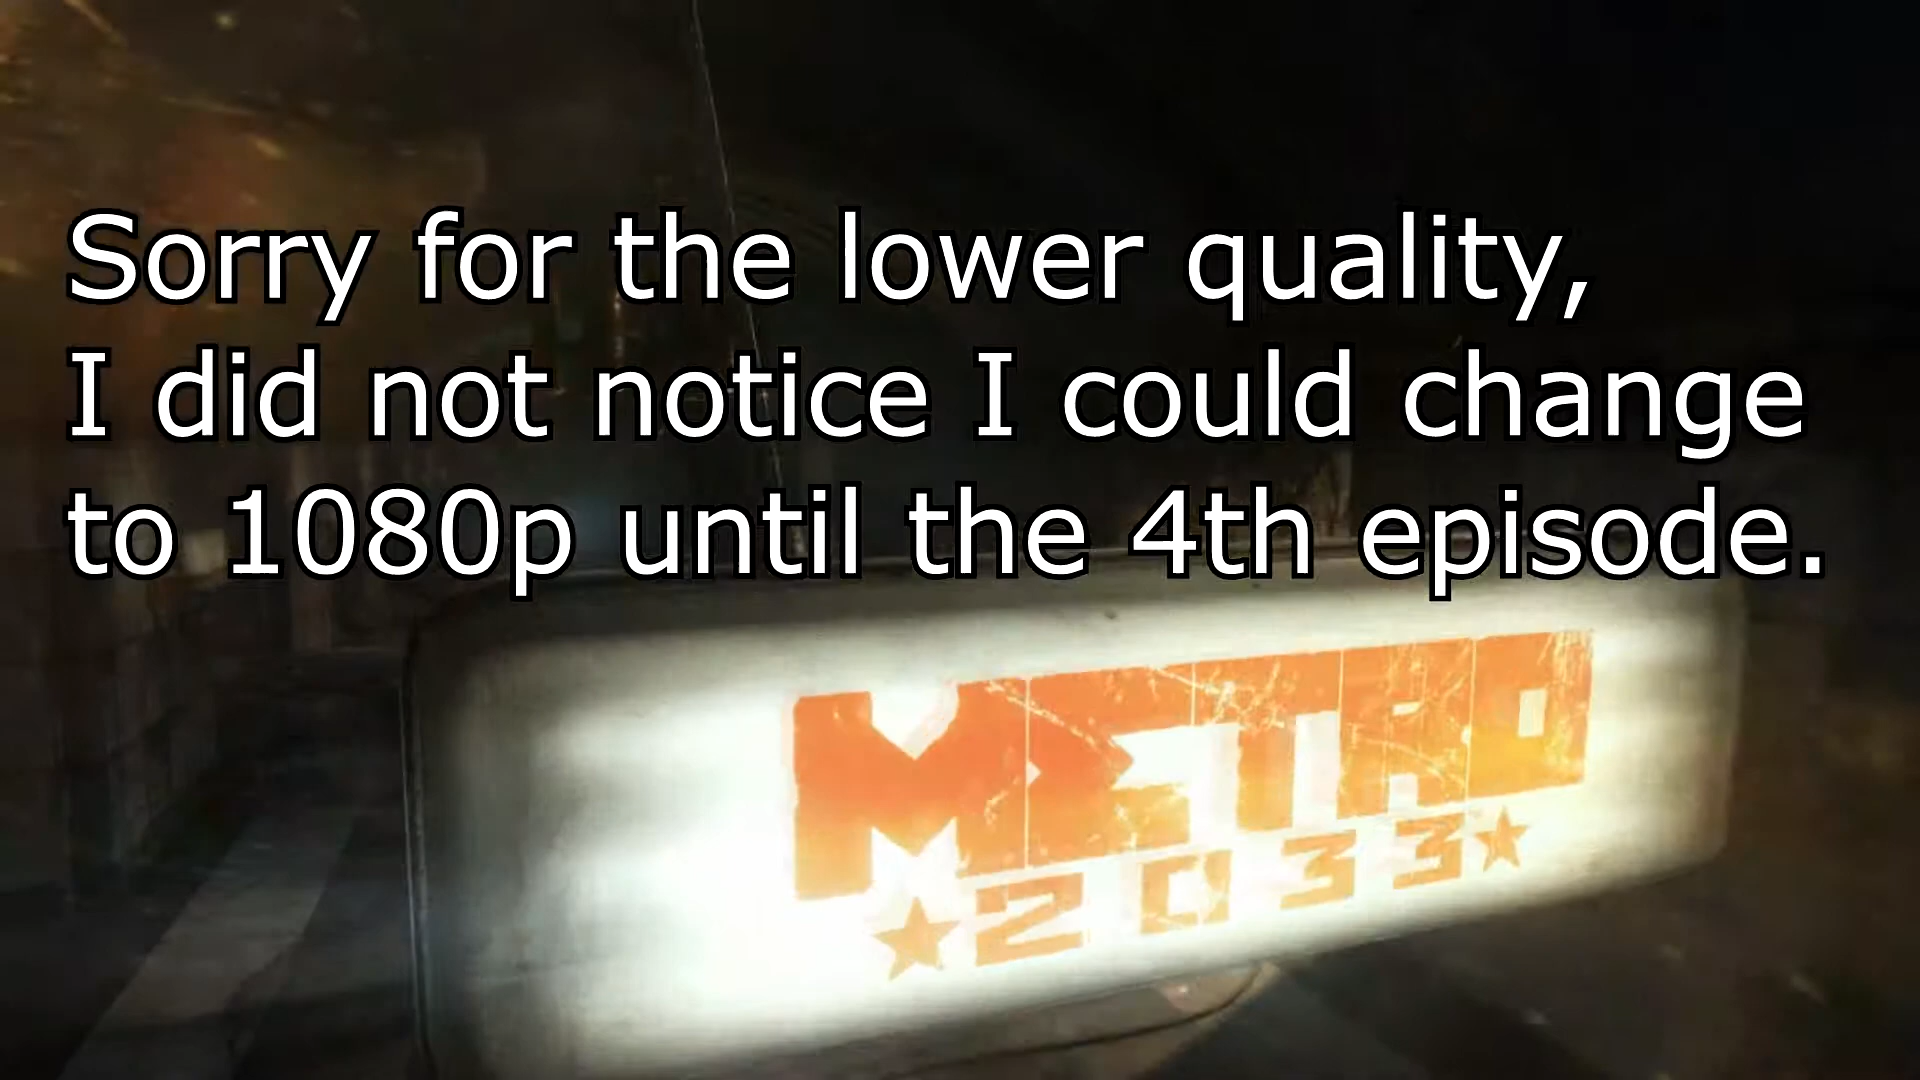 Sorry for the lower quality,
I did not notice I could change
to 1080p until the 4th episode.
METRO
2033